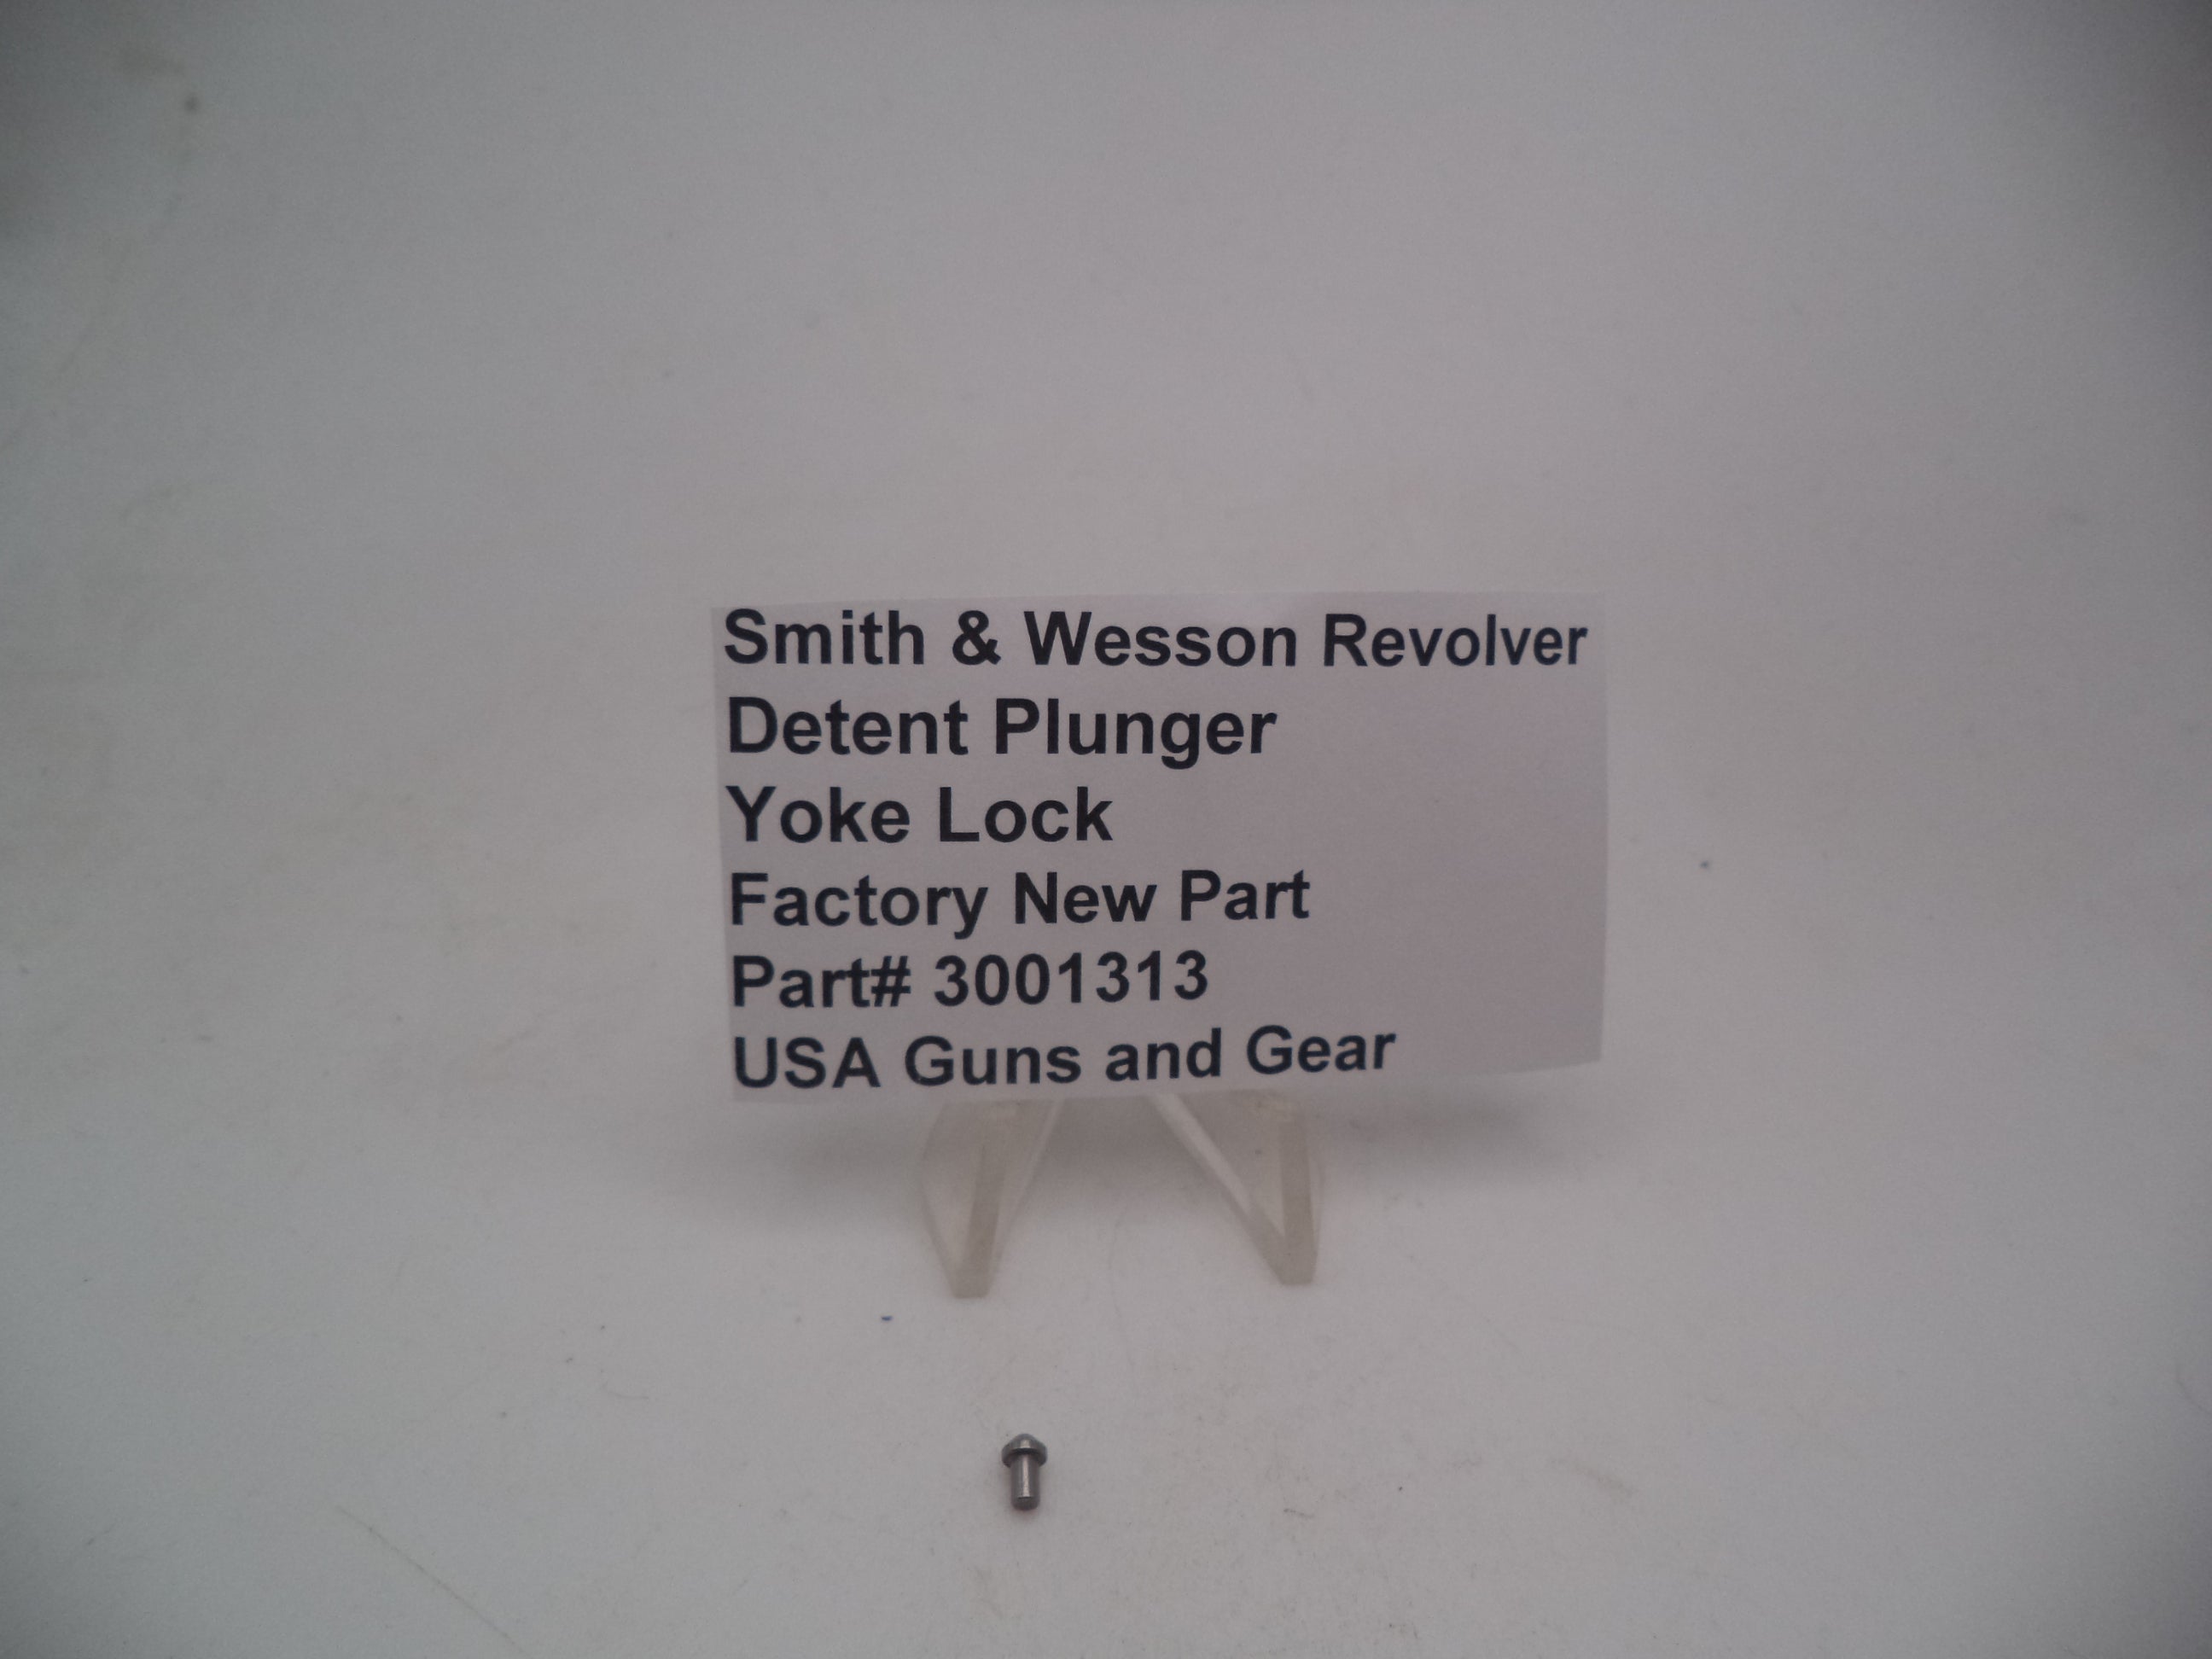 Smith & Wesson Revolver
Detent Plunger
Yoke Lock
Factory New Part
Part# 3001313
USA Guns and Gear